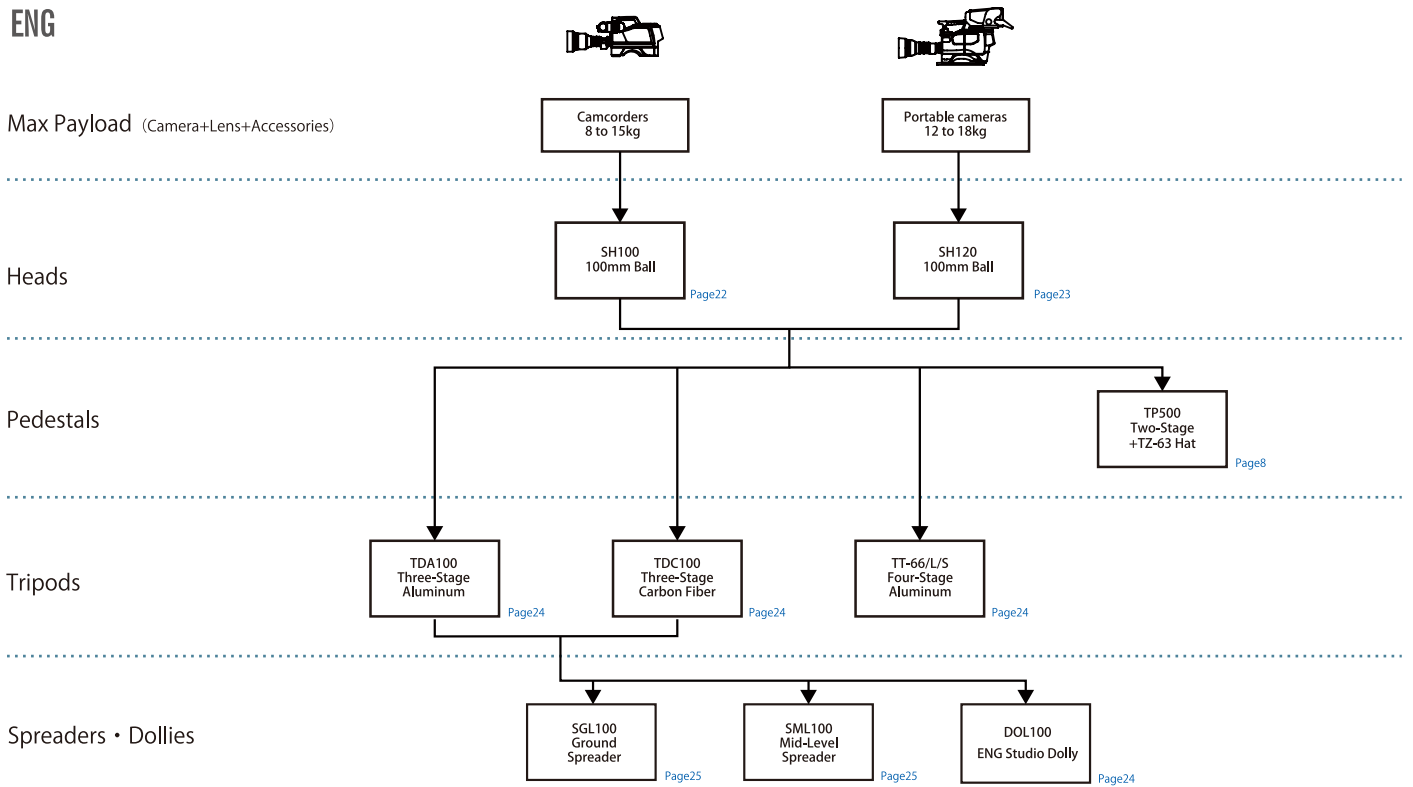 ENG
Max Payload (Camera+Lens+Accessories)
Camcorders
8 to 15kg
Portable cameras
12 to 18kg
Heads
SH100
100mm Ball
Page22
SH120
100mm Ball
Page23
Pedestals
TP500
Two-Stage
+TZ-63 Hat
Page8
Tripods
TDA100
Three-Stage
Aluminum
Page24
TDC100
Three-Stage
Carbon Fiber
Page24
TT-66/L/S
Four-Stage
Aluminum
Page24
Spreaders・Dollies
SGL100
Ground
Spreader
Page25
SML100
Mid-Level
Spreader
Page25
DOL100
ENG Studio Dolly
Page24